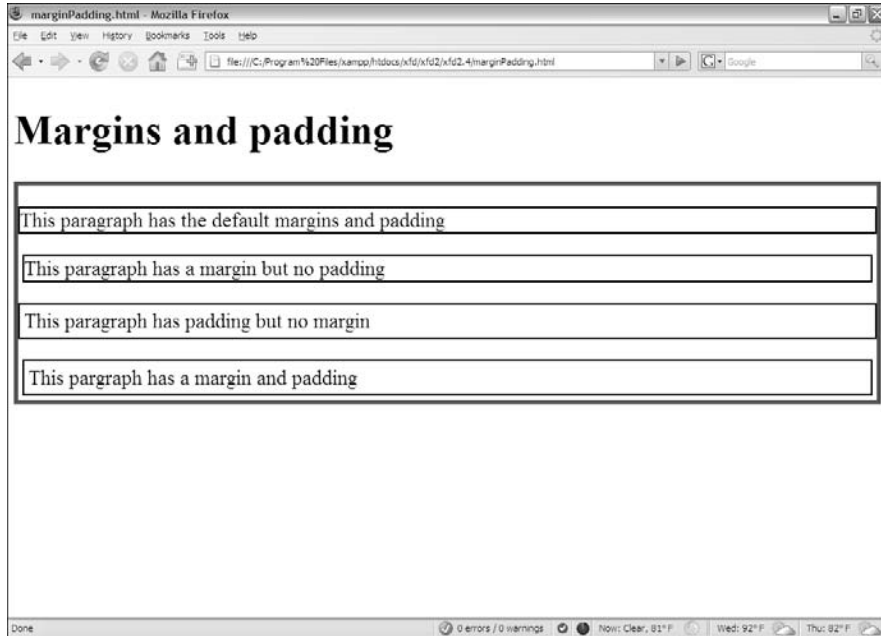 marginPadding.html - Mozilla Firefox
File Edit View History Bookmarks Tools Help
file:///C:/Program%20Files/xampp/htdocs/xfd/xfd2/xfd2.4/marginPadding.html
G Google
Margins and padding
This paragraph has the default margins and padding
This paragraph has a margin but no padding
This paragraph has padding but no margin
This pargraph has a margin and padding
Done 0 errors / 0 warnings Now: Clear, 81° F Wed: 92° F Thu: 82° F